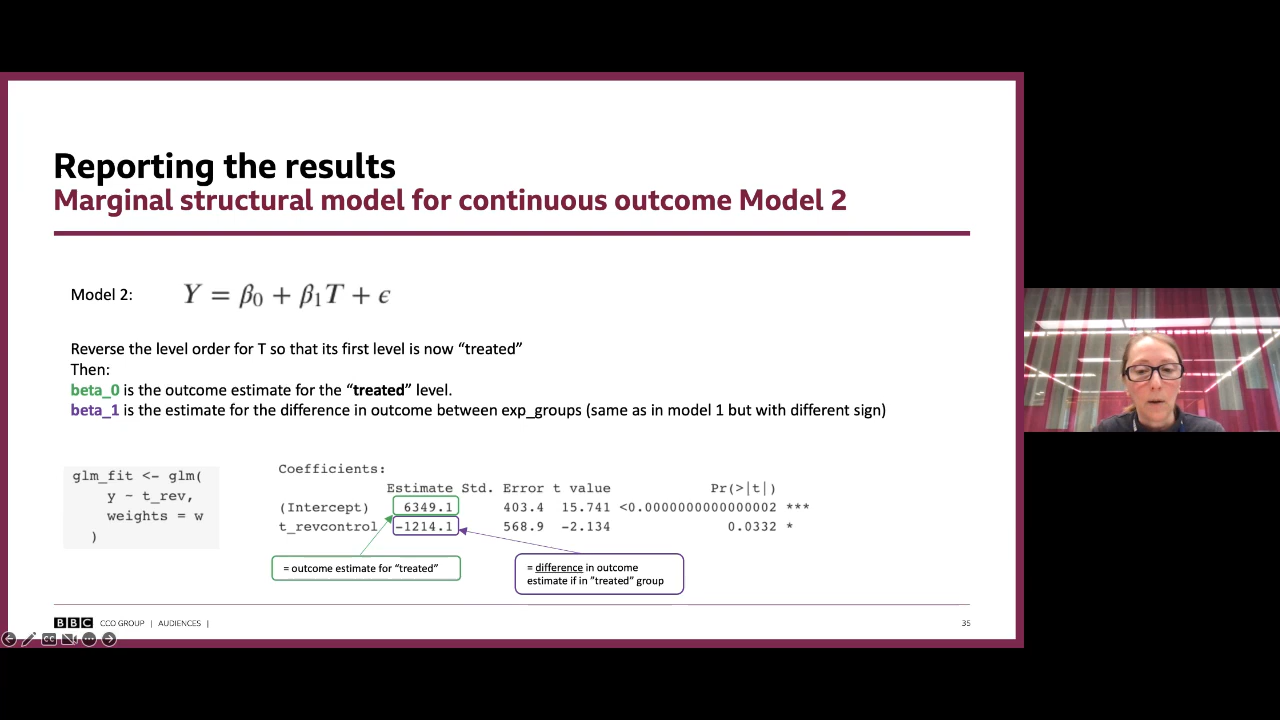 Reporting the results
Marginal structural model for continuous outcome Model 2
Model 2: Y = β₀ + β₁T + ϵ
Reverse the level order for T so that its first level is now “treated”
Then:
beta_0 is the outcome estimate for the “treated” level.
beta_1 is the estimate for the difference in outcome between exp_groups (same as in model 1 but with different sign)
glm_fit <- glm(
y ~ t_rev,
weights = w
)
Coefficients:
Estimate Std. Error t value Pr(>|t|)
(Intercept) 6349.1 403.4 15.741 <0.0000000000000002 ***
t_revcontrol -1214.1 568.9 -2.134 0.0332 *
= outcome estimate for “treated”
= difference in outcome
estimate if in ”treated” group
BBC CCO GROUP | AUDIENCES |
35
CC